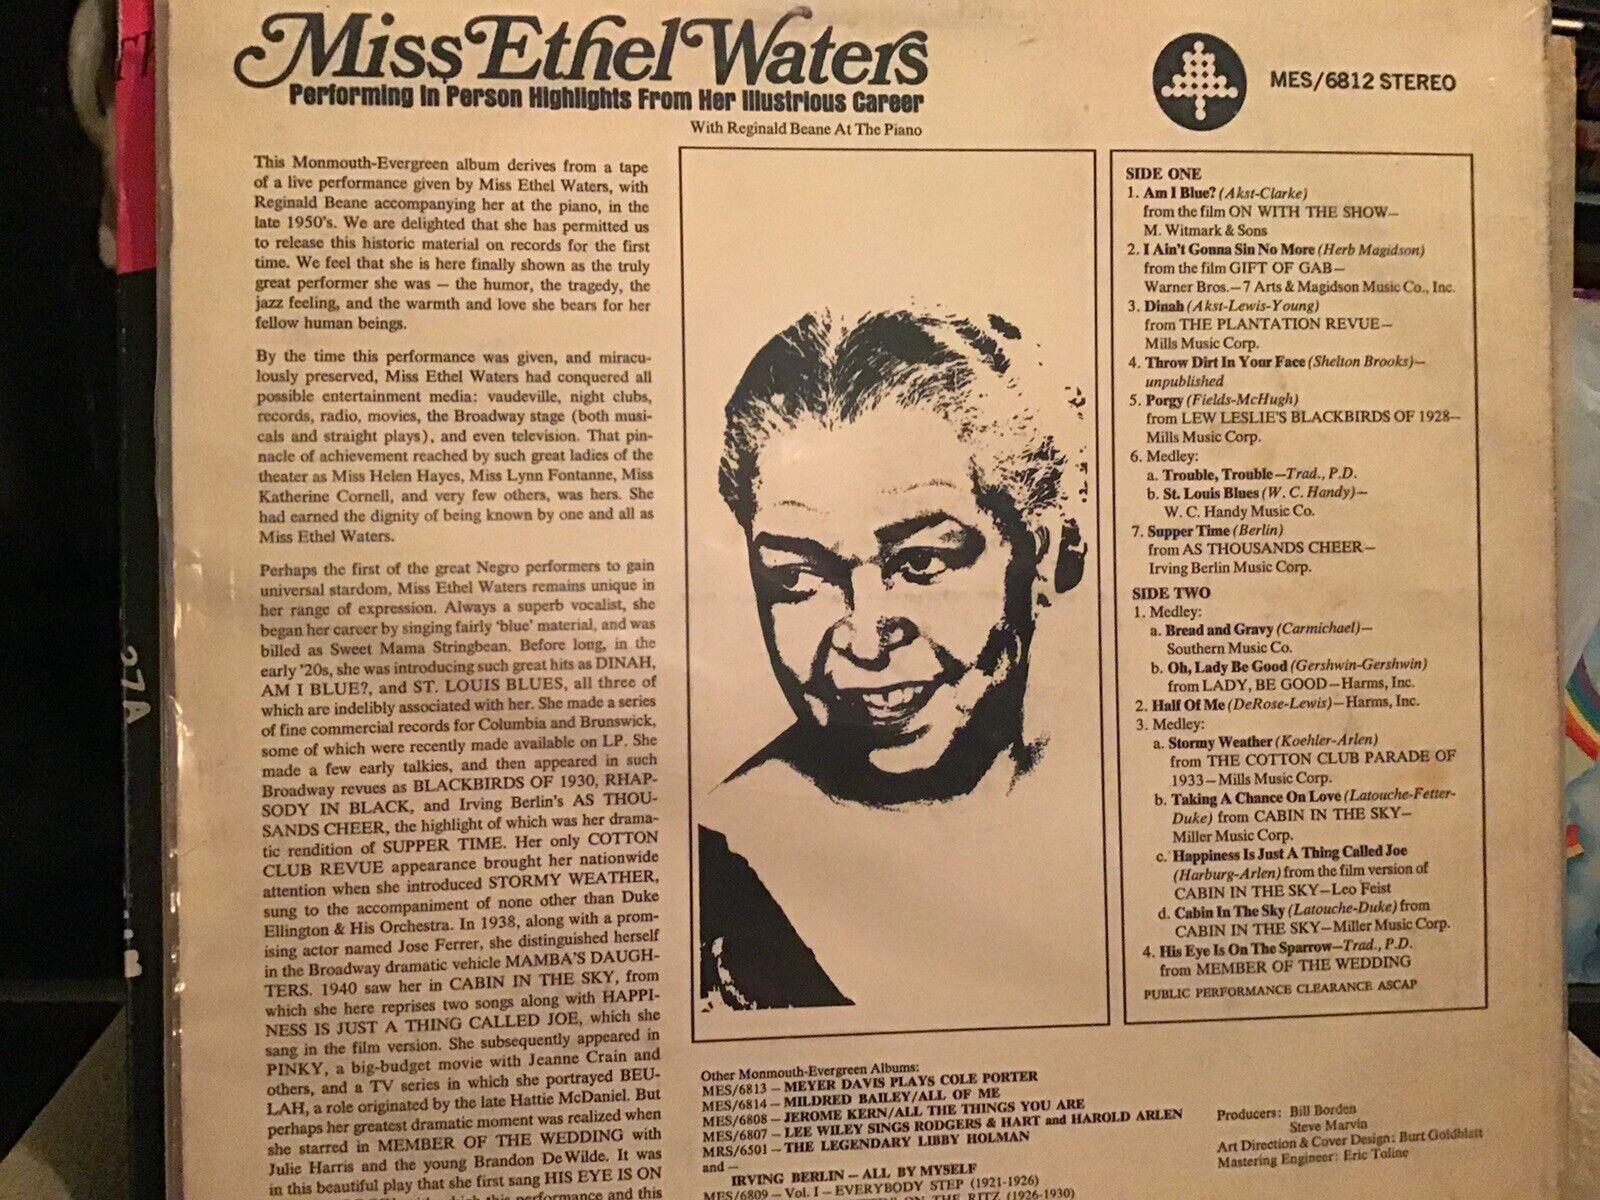 Miss Ethel Waters
Performing In Person Highlights From Her Illustrious Career
With Reginald Beane At The Piano
MES/6812 STEREO
This Monmouth-Evergreen album derives from a tape
of a live performance given by Miss Ethel Waters, with
Reginald Beane accompanying her at the piano, in the
late 1950's. We are delighted that she has permitted us
to release this historic material on records for the first
time. We feel that she is here finally shown as the truly
great performer she was — the humor, the tragedy, the
jazz feeling, and the warmth and love she bears for her
fellow human beings.
By the time this performance was given, and miracu-
lously preserved, Miss Ethel Waters had conquered all
possible entertainment media: vaudeville, night clubs,
records, radio, movies, the Broadway stage (both musi-
cals and straight plays), and even television. That pin-
nacle of achievement reached by such great ladies of the
theater as Miss Helen Hayes, Miss Lynn Fontanne, Miss
Katherine Cornell, and very few others, was hers. She
had earned the dignity of being known by one and all as
Miss Ethel Waters.
Perhaps the first of the great Negro performers to gain
universal stardom, Miss Ethel Waters remains unique in
her range of expression. Always a superb vocalist, she
began her career by singing fairly 'blue' material, and was
billed as Sweet Mama Stringbean. Before long, in the
early '20s, she was introducing such great hits as DINAH,
AM I BLUE?, and ST. LOUIS BLUES, all three of
which are indelibly associated with her. She made a series
of fine commercial records for Columbia and Brunswick,
some of which were recently made available on LP. She
made a few early talkies, and then appeared in such
Broadway revues as BLACKBIRDS OF 1930, RHAP-
SODY IN BLACK, and Irving Berlin's AS THOU-
SANDS CHEER, the highlight of which was her drama-
tic rendition of SUPPER TIME. Her only COTTON
CLUB REVUE appearance brought her nationwide
attention when she introduced STORMY WEATHER,
sung to the accompaniment of none other than Duke
Ellington & His Orchestra. In 1938, along with a prom-
ising actor named Jose Ferrer, she distinguished herself
in the Broadway dramatic vehicle MAMBA'S DAUGH-
TERS. 1940 saw her in CABIN IN THE SKY, from
which she here reprises two songs along with HAPPI-
NESS IS JUST A THING CALLED JOE, which she
sang in the film version. She subsequently appeared in
PINKY, a big-budget movie with Jeanne Crain and
others, and a TV series in which she portrayed BEU-
LAH, a role originated by the late Hattie McDaniel. But
perhaps her greatest dramatic moment was realized when
she starred in MEMBER OF THE WEDDING with
Julie Harris and the young Brandon De Wilde. It was
in this beautiful play that she first sang HIS EYE IS ON
this performance and this
SIDE ONE
1. Am I Blue? (Akst-Clarke)
from the film ON WITH THE SHOW—
M. Witmark & Sons
2. I Ain't Gonna Sin No More (Herb Magidson)
from the film GIFT OF GAB—
Warner Bros.—7 Arts & Magidson Music Co., Inc.
3. Dinah (Akst-Lewis-Young)
from THE PLANTATION REVUE—
Mills Music Corp.
4. Throw Dirt In Your Face (Shelton Brooks)—
unpublished
5. Porgy (Fields-McHugh)
from LEW LESLIE'S BLACKBIRDS OF 1928—
Mills Music Corp.
6. Medley:
a. Trouble, Trouble—Trad., P.D.
b. St. Louis Blues (W. C. Handy)—
W. C. Handy Music Co.
7. Supper Time (Berlin)
from AS THOUSANDS CHEER—
Irving Berlin Music Corp.
SIDE TWO
1. Medley:
a. Bread and Gravy (Carmichael)—
Southern Music Co.
b. Oh, Lady Be Good (Gershwin-Gershwin)
from LADY, BE GOOD—Harms, Inc.
2. Half Of Me (DeRose-Lewis)—Harms, Inc.
3. Medley:
a. Stormy Weather (Koehler-Arlen)
from THE COTTON CLUB PARADE OF
1933—Mills Music Corp.
b. Taking A Chance On Love (Latouche-Fetter-
Duke) from CABIN IN THE SKY—
Miller Music Corp.
c. Happiness Is Just A Thing Called Joe
(Harburg-Arlen) from the film version of
CABIN IN THE SKY—Leo Feist
d. Cabin In The Sky (Latouche-Duke) from
CABIN IN THE SKY—Miller Music Corp.
4. His Eye Is On The Sparrow—Trad., P.D.
from MEMBER OF THE WEDDING
PUBLIC PERFORMANCE CLEARANCE ASCAP
Other Monmouth-Evergreen Albums:
MES/6813 — MEYER DAVIS PLAYS COLE PORTER
MES/6814 — MILDRED BAILEY/ALL OF ME
MES/6808 — JEROME KERN/ALL THE THINGS YOU ARE
MES/6807 — LEE WILEY SINGS RODGERS & HART and HAROLD ARLEN
MRS/6501 — THE LEGENDARY LIBBY HOLMAN
and —
IRVING BERLIN — ALL BY MYSELF
MES/6809 — Vol. I — EVERYBODY STEP (1921-1926)
ON THE RITZ (1926-1930)
Producers: Bill Borden
Steve Marvin
Art Direction & Cover Design: Burt Goldblatt
Mastering Engineer: Eric Toline